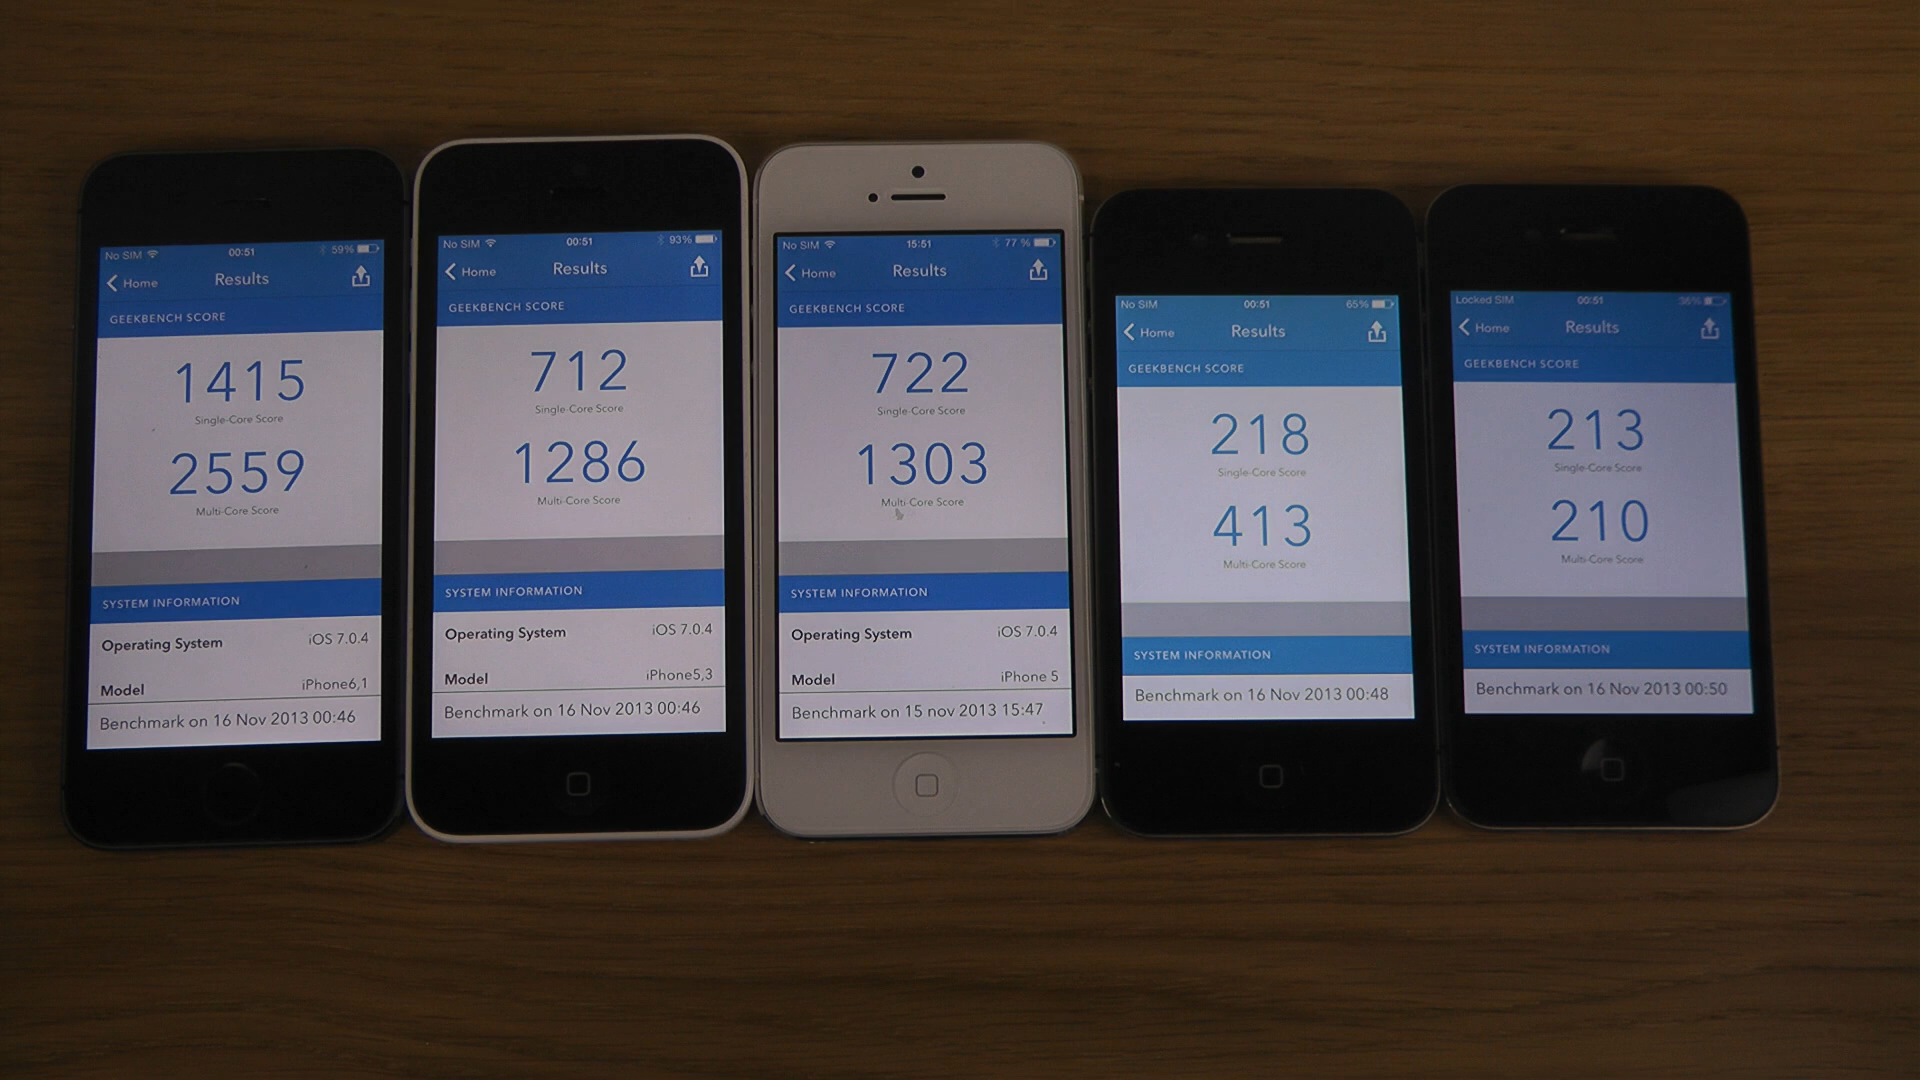 No SIM 00:51 59%
Home Results
GEEKBENCH SCORE
1415
Single-Core Score
2559
Multi-Core Score
SYSTEM INFORMATION
Operating System iOS 7.0.4
Model iPhone6,1
Benchmark on 16 Nov 2013 00:46
No SIM 00:51 93%
Home Results
GEEKBENCH SCORE
712
Single-Core Score
1286
Multi-Core Score
SYSTEM INFORMATION
Operating System iOS 7.0.4
Model iPhone5,3
Benchmark on 16 Nov 2013 00:46
No SIM 15:51 77 %
Home Results
GEEKBENCH SCORE
722
Single-Core Score
1303
Multi-Core Score
SYSTEM INFORMATION
Operating System iOS 7.0.4
Model iPhone 5
Benchmark on 15 nov 2013 15:47
No SIM 00:51 65%
Home Results
GEEKBENCH SCORE
218
Single-Core Score
413
Multi-Core Score
SYSTEM INFORMATION
Benchmark on 16 Nov 2013 00:48
Locked SIM 00:51
Home Results
GEEKBENCH SCORE
213
Single-Core Score
210
Multi-Core Score
SYSTEM INFORMATION
Benchmark on 16 Nov 2013 00:50